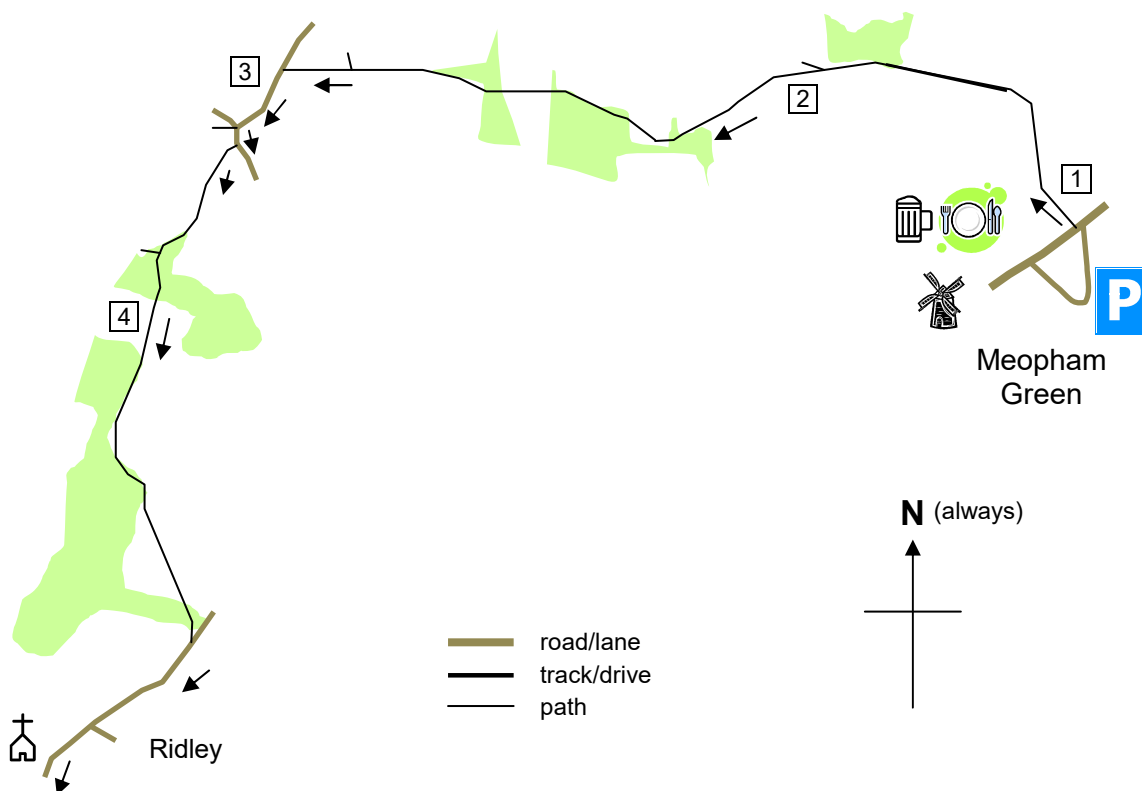 3
2
1
P
4
Meopham
Green
N (always)
road/lane
track/drive
path
Ridley